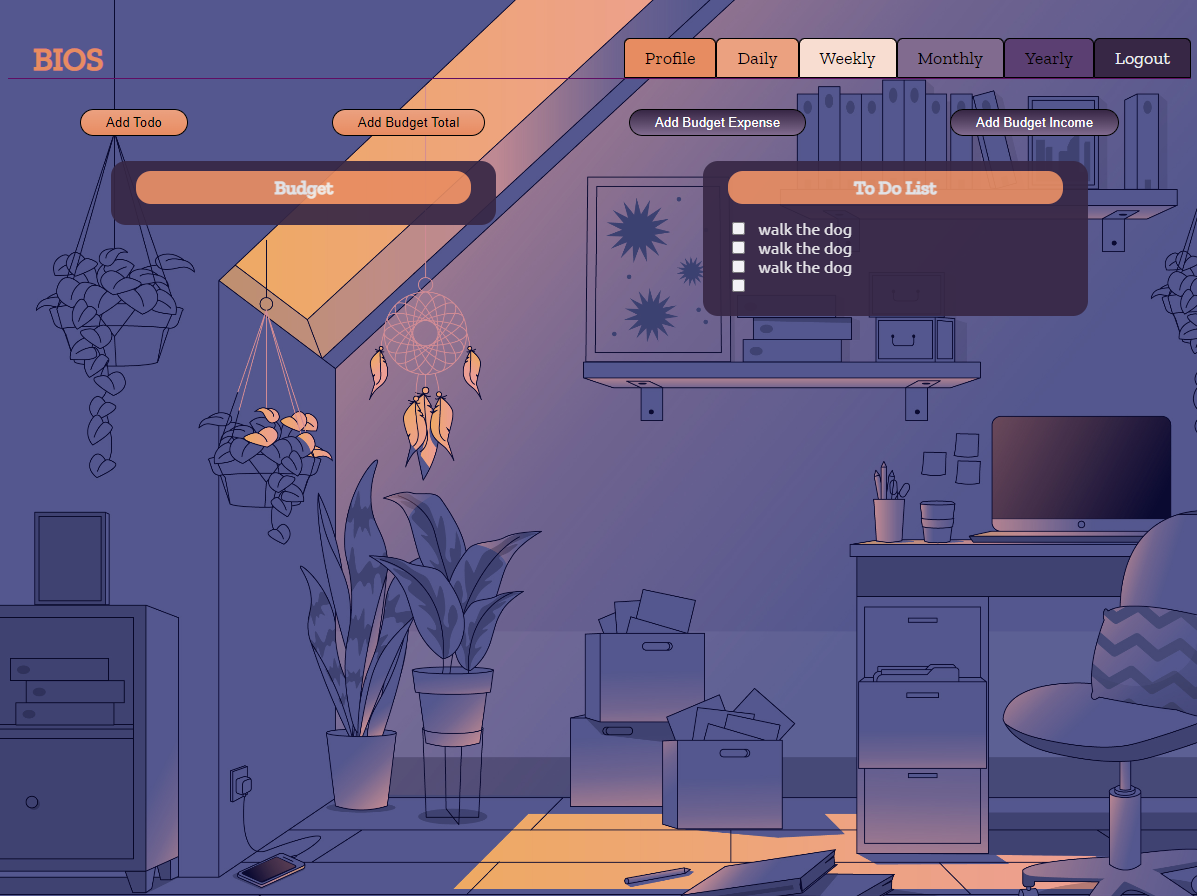 BIOS
Profile
Daily
Weekly
Monthly
Yearly
Logout
Add Todo
Add Budget Total
Add Budget Expense
Add Budget Income
Budget
To Do List
walk the dog
walk the dog
walk the dog